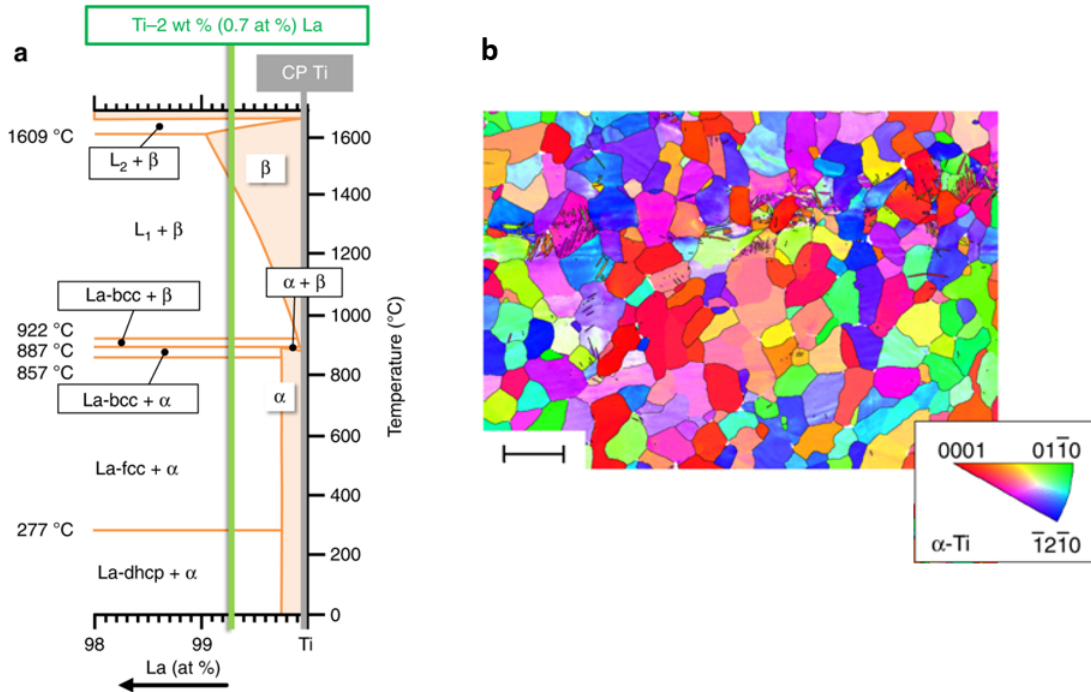 Ti–2 wt % (0.7 at %) La
a
CP Ti
1609 °C
L₂ + β
β
L₁ + β
La-bcc + β
α + β
922 °C
887 °C
857 °C
La-bcc + α
α
La-fcc + α
277 °C
La-dhcp + α
1600
1400
1200
1000
800
600
400
200
0
Temperature (°C)
98
99
Ti
La (at %)
b
0001
011̅0
α-Ti
1̅21̅0